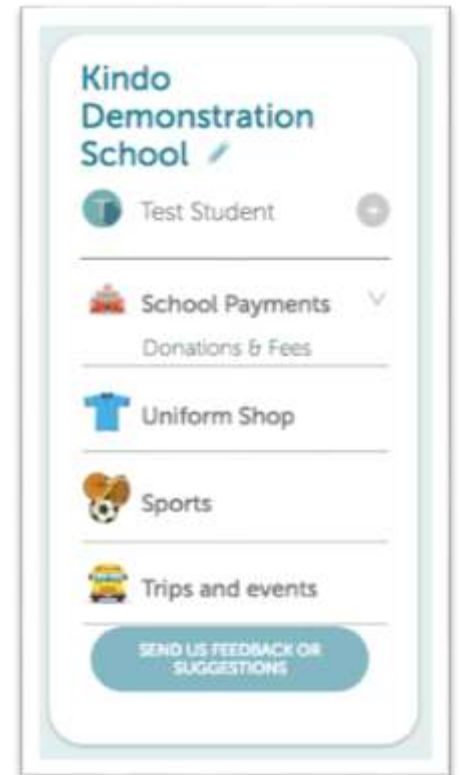 Kindo
Demonstration
School
T
Test Student
School Payments
Donations & Fees
Uniform Shop
Sports
Trips and events
SEND US FEEDBACK OR
SUGGESTIONS